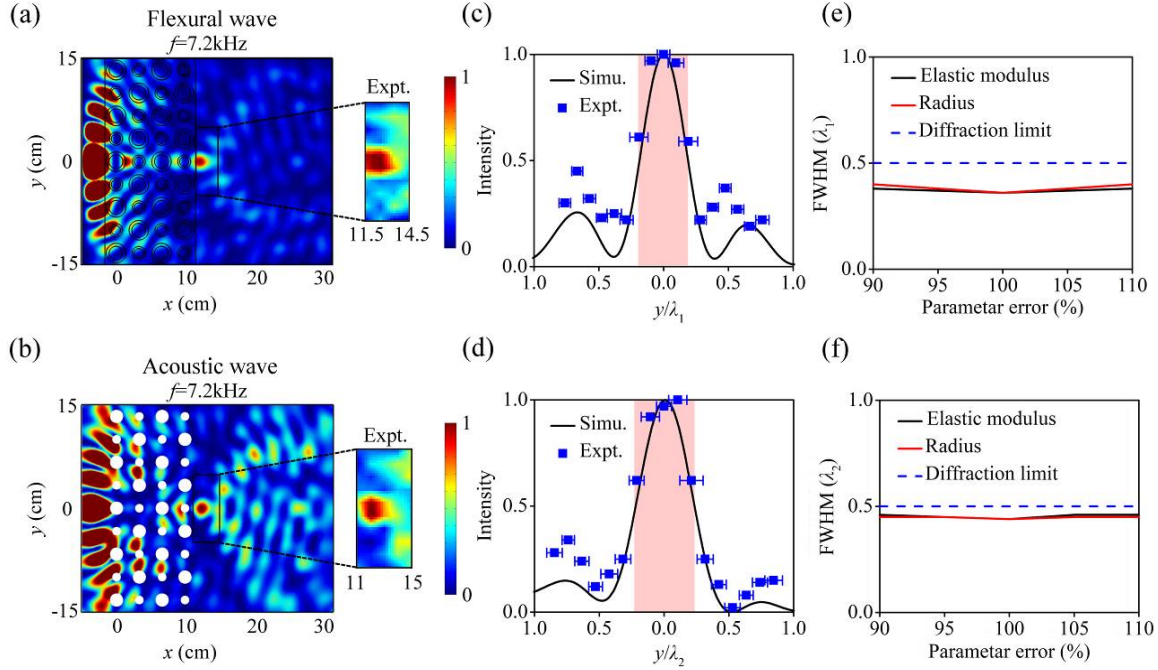 (a)
Flexural wave
f=7.2kHz
15
0
-15
y (cm)
0
10
20
30
x (cm)
Expt.
11.5
14.5
1
0
(c)
1.0
0.5
0.0
Intensity
Simu.
Expt.
1.0
0.5
0.0
0.5
1.0
y/λ1
(e)
1.0
0.5
0.0
FWHM (λ1)
Elastic modulus
Radius
Diffraction limit
90
95
100
105
110
Parametar error (%)
(b)
Acoustic wave
f=7.2kHz
15
0
-15
y (cm)
0
10
20
30
x (cm)
Expt.
11
15
1
0
(d)
1.0
0.5
0.0
Intensity
Simu.
Expt.
1.0
0.5
0.0
0.5
1.0
y/λ2
(f)
1.0
0.5
0.0
FWHM (λ2)
Elastic modulus
Radius
Diffraction limit
90
95
100
105
110
Parametar error (%)